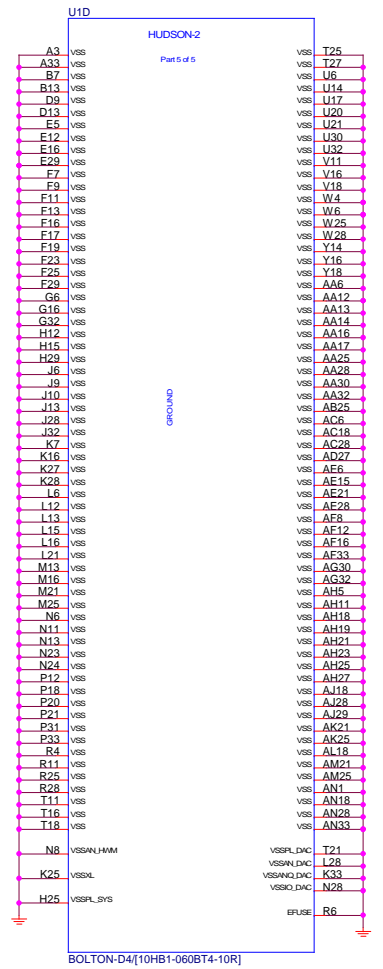 U1D
HUDSON-2
Part 5 of 5
A3 VSS VSS T25
A33 VSS VSS T27
B7 VSS VSS U6
B13 VSS VSS U14
D9 VSS VSS U17
D13 VSS VSS U20
E5 VSS VSS U21
E12 VSS VSS U30
E16 VSS VSS U32
E29 VSS VSS V11
F7 VSS VSS V16
F9 VSS VSS V18
F11 VSS VSS W4
F13 VSS VSS W6
F16 VSS VSS W25
F17 VSS VSS W28
F19 VSS VSS Y14
F23 VSS VSS Y16
F25 VSS VSS Y18
F29 VSS VSS AA6
G6 VSS VSS AA12
G16 VSS VSS AA13
G32 VSS VSS AA14
H12 VSS VSS AA16
H15 VSS VSS AA17
H29 VSS VSS AA25
J6 VSS VSS AA28
J9 VSS VSS AA30
J10 VSS VSS AA32
J13 VSS VSS AB25
J28 VSS VSS AC6
J32 VSS VSS AC18
K7 VSS VSS AC28
K16 VSS VSS AD27
K27 VSS VSS AE6
K28 VSS VSS AE15
L6 VSS VSS AE21
L12 VSS VSS AE28
L13 VSS VSS AF8
L15 VSS VSS AF12
L16 VSS VSS AF16
L21 VSS VSS AF33
M13 VSS VSS AG30
M16 VSS VSS AG32
M21 VSS VSS AH5
M25 VSS VSS AH11
N6 VSS VSS AH18
N11 VSS VSS AH19
N13 VSS VSS AH21
N23 VSS VSS AH23
N24 VSS VSS AH25
P12 VSS VSS AH27
P18 VSS VSS AJ18
P20 VSS VSS AJ28
P21 VSS VSS AJ29
P31 VSS VSS AK21
P33 VSS VSS AK25
R4 VSS VSS AL18
R11 VSS VSS AM21
R25 VSS VSS AM25
R28 VSS VSS AN1
T11 VSS VSS AN18
T16 VSS VSS AN28
T18 VSS VSS AN33
GROUND
N8 VSSAN_HWM VSSPL_DAC T21
VSSAN_DAC L28
K25 VSSXL VSSANQ_DAC K33
VSSIO_DAC N28
H25 VSSPL_SYS
EFUSE R6
BOLTON-D4/[10HB1-060BT4-10R]